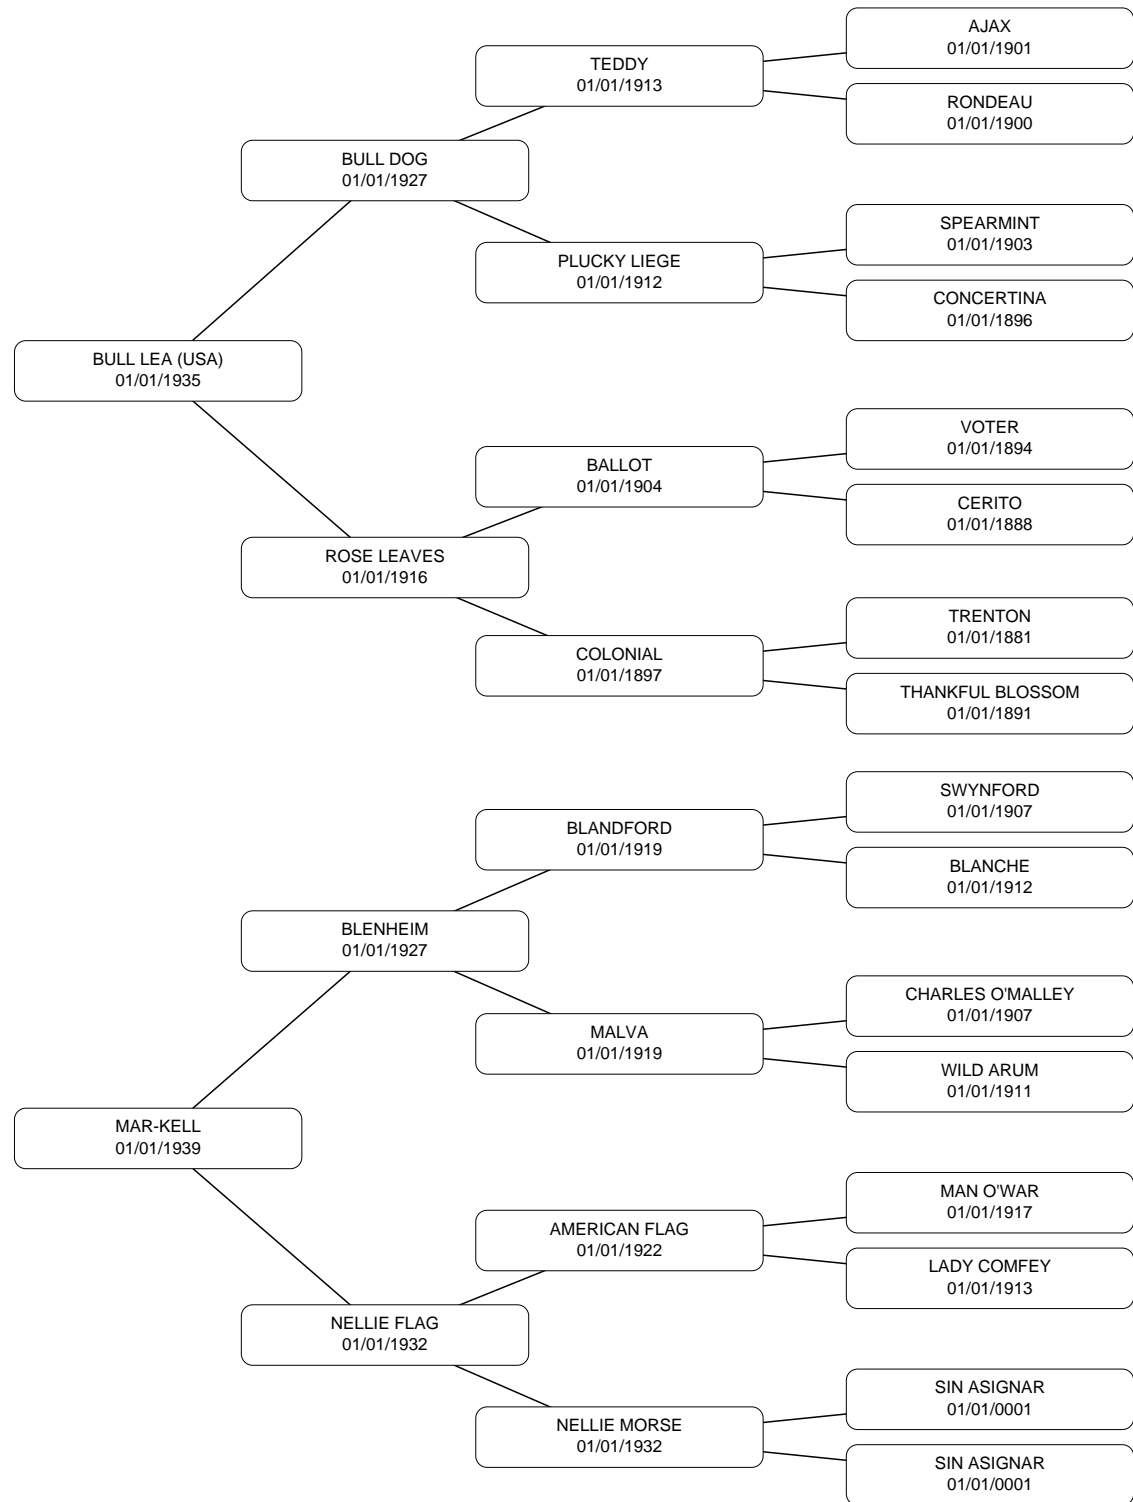 AJAX
01/01/1901
TEDDY
01/01/1913
RONDEAU
01/01/1900
BULL DOG
01/01/1927
SPEARMINT
01/01/1903
PLUCKY LIEGE
01/01/1912
CONCERTINA
01/01/1896
BULL LEA (USA)
01/01/1935
VOTER
01/01/1894
BALLOT
01/01/1904
CERITO
01/01/1888
ROSE LEAVES
01/01/1916
TRENTON
01/01/1881
COLONIAL
01/01/1897
THANKFUL BLOSSOM
01/01/1891
SWYNFORD
01/01/1907
BLANDFORD
01/01/1919
BLANCHE
01/01/1912
BLENHEIM
01/01/1927
CHARLES O'MALLEY
01/01/1907
MALVA
01/01/1919
WILD ARUM
01/01/1911
MAR-KELL
01/01/1939
MAN O'WAR
01/01/1917
AMERICAN FLAG
01/01/1922
LADY COMFEY
01/01/1913
NELLIE FLAG
01/01/1932
SIN ASIGNAR
01/01/0001
NELLIE MORSE
01/01/1932
SIN ASIGNAR
01/01/0001